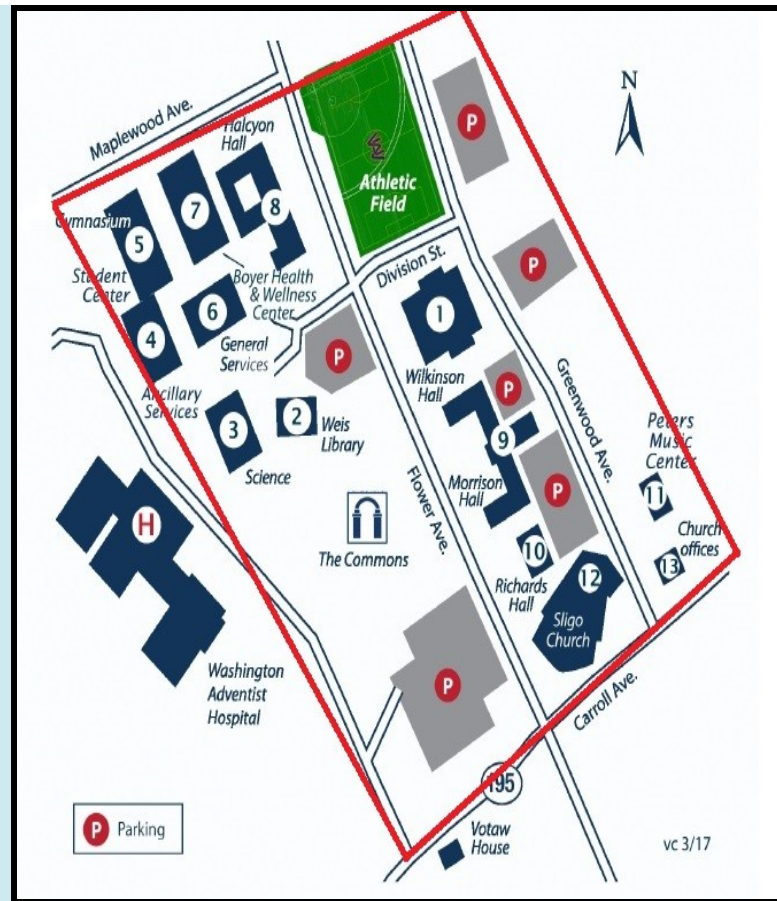 Maplewood Ave.
N
Halcyon
Hall
P
Athletic
Field
Gymnasium
5
7
8
Student
Center
Boyer Health
& Wellness
Center
Division St.
P
4
6
General
Services
P
1
Wilkinson
Hall
P
Greenwood Ave.
Ancillary
Services
3
Science
2
Weis
Library
9
Morrison
Hall
P
Peters
Music
Center
11
Flower Ave.
H
The Commons
10
Richards
Hall
12
Sligo
Church
Church
offices
13
Washington
Adventist
Hospital
P
Carroll Ave.
195
P Parking
Votaw
House
vc 3/17